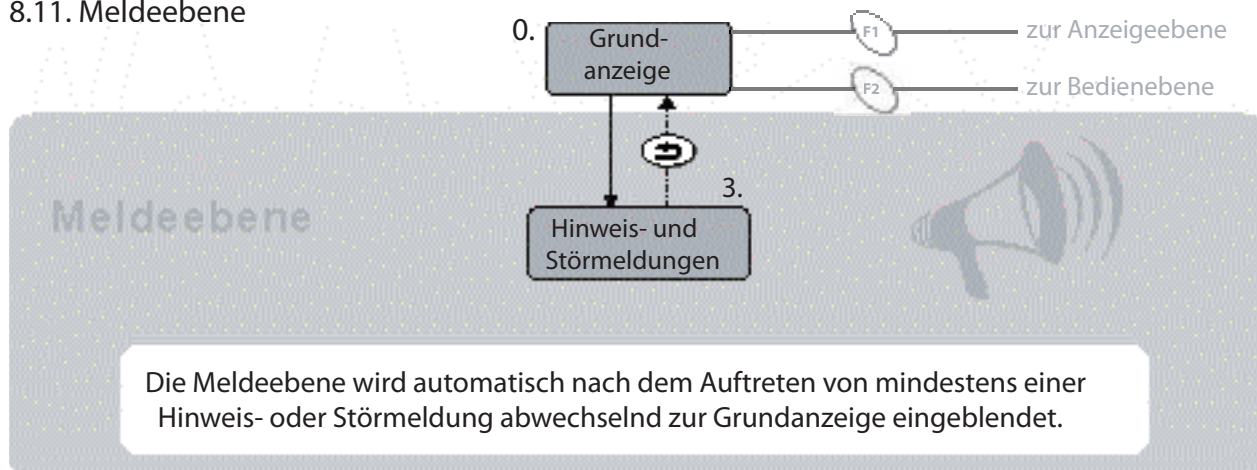 8.11. Meldeebene
0.
Grund-
anzeige
F1
zur Anzeigeebene
F2
zur Bedienebene
Meldeebene
3.
Hinweis- und
Störmeldungen
Die Meldeebene wird automatisch nach dem Auftreten von mindestens einer
Hinweis- oder Störmeldung abwechselnd zur Grundanzeige eingeblendet.